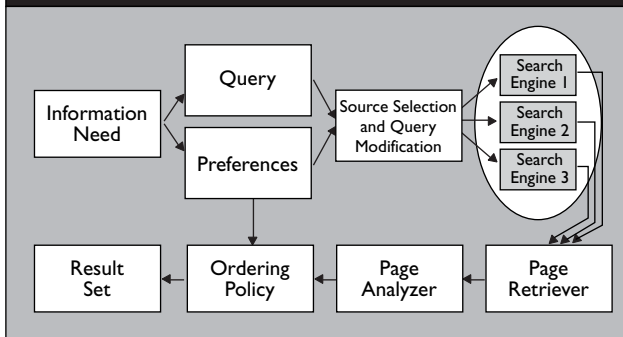 Information
Need
Query
Preferences
Source Selection
and Query
Modification
Search
Engine 1
Search
Engine 2
Search
Engine 3
Result
Set
Ordering
Policy
Page
Analyzer
Page
Retriever